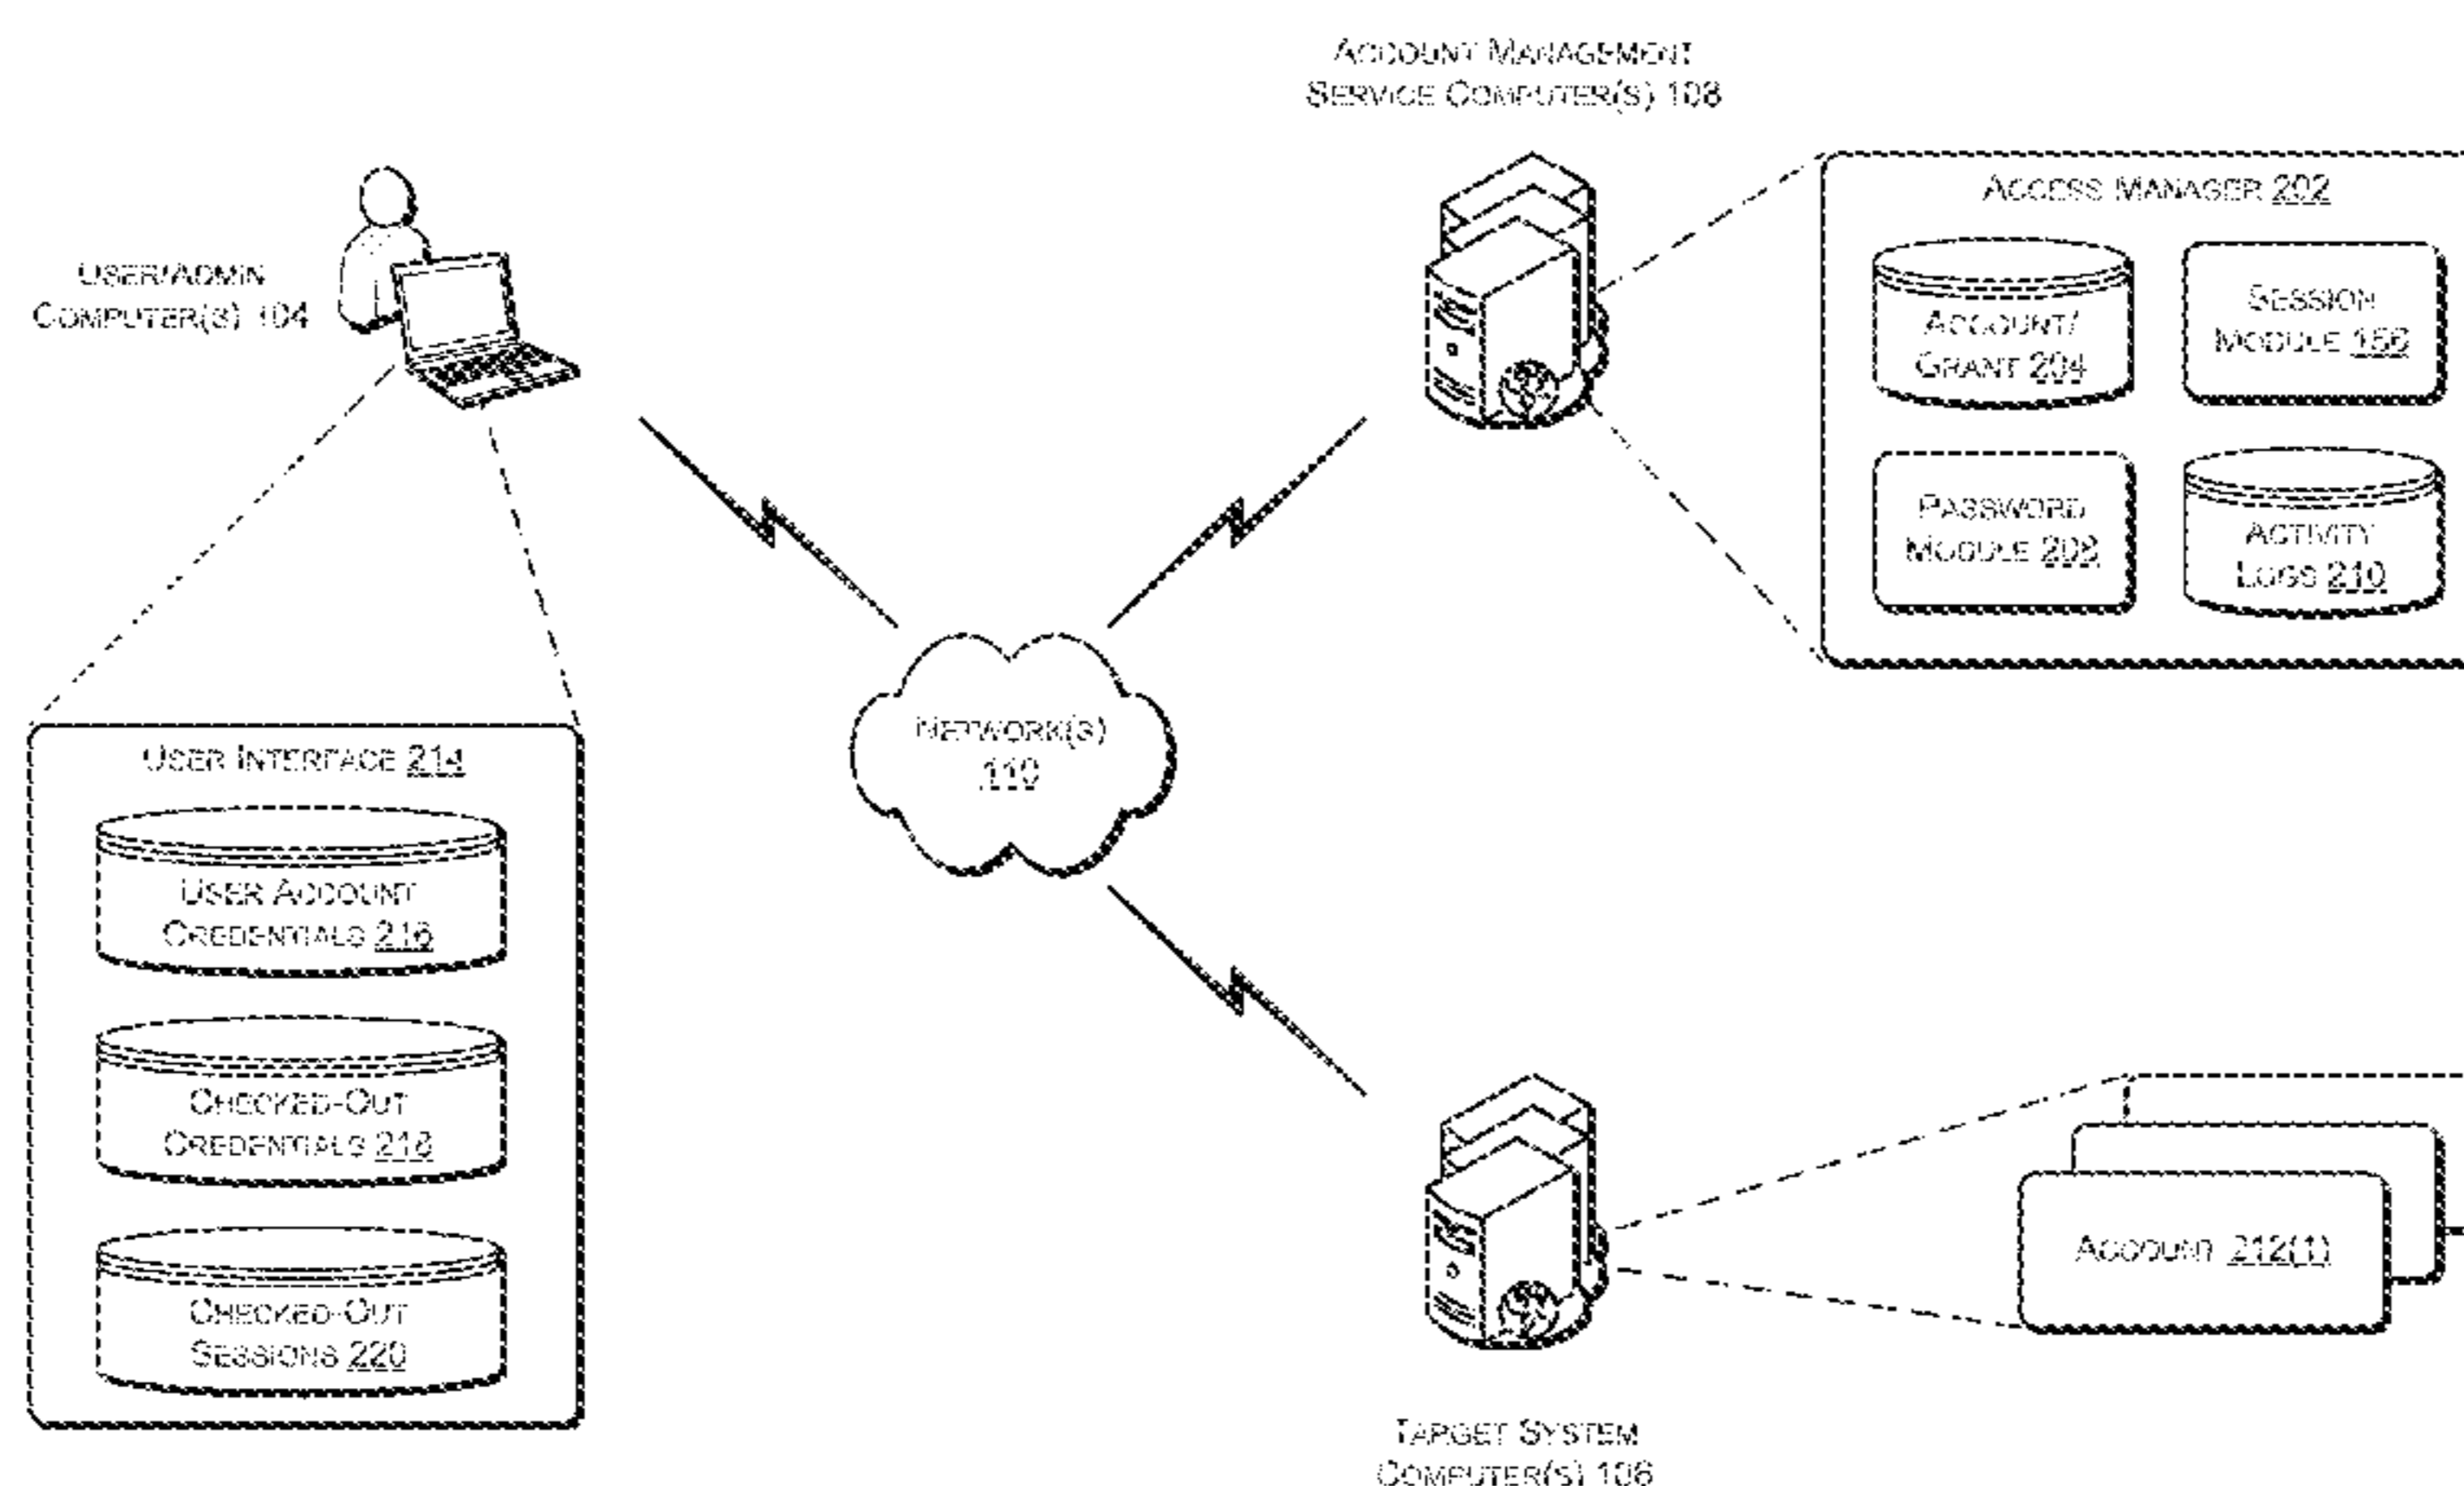 ACCOUNT MANAGEMENT
SERVICE COMPUTER(S) 108
ACCESS MANAGER 202
USER/ADMIN
COMPUTER(S) 104
ACCOUNT/
GRANT 204
SESSION
MODULE 156
PASSWORD
MODULE 208
ACTIVITY
LOGS 210
NETWORK(S)
110
USER INTERFACE 214
USER ACCOUNT
CREDENTIALS 216
CHECKED-OUT
CREDENTIALS 218
CHECKED-OUT
SESSIONS 220
ACCOUNT 212(1)
TARGET SYSTEM
COMPUTER(S) 106